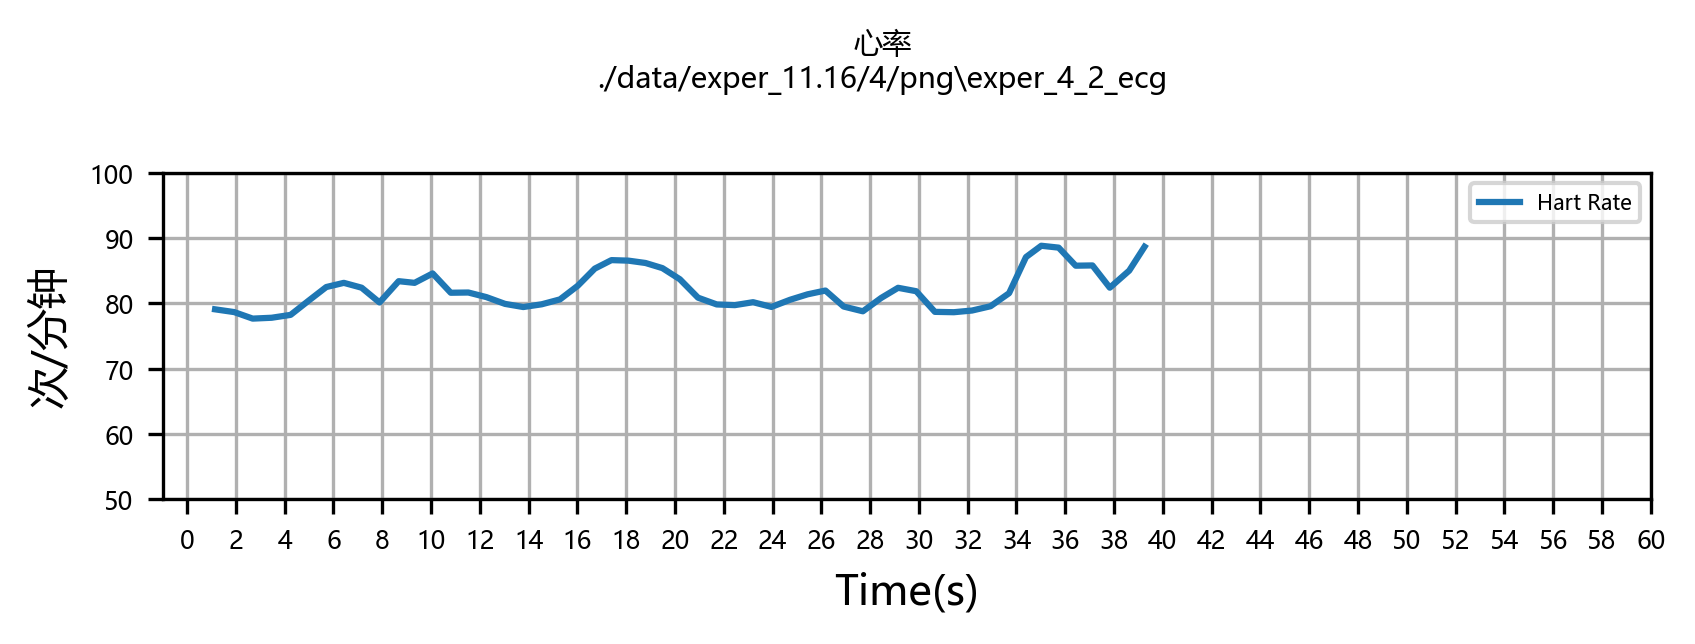 心率
./data/exper_11.16/4/png\exper_4_2_ecg
100
90
80
70
60
50
次/分钟
Hart Rate
0 2 4 6 8 10 12 14 16 18 20 22 24 26 28 30 32 34 36 38 40 42 44 46 48 50 52 54 56 58 60
Time(s)